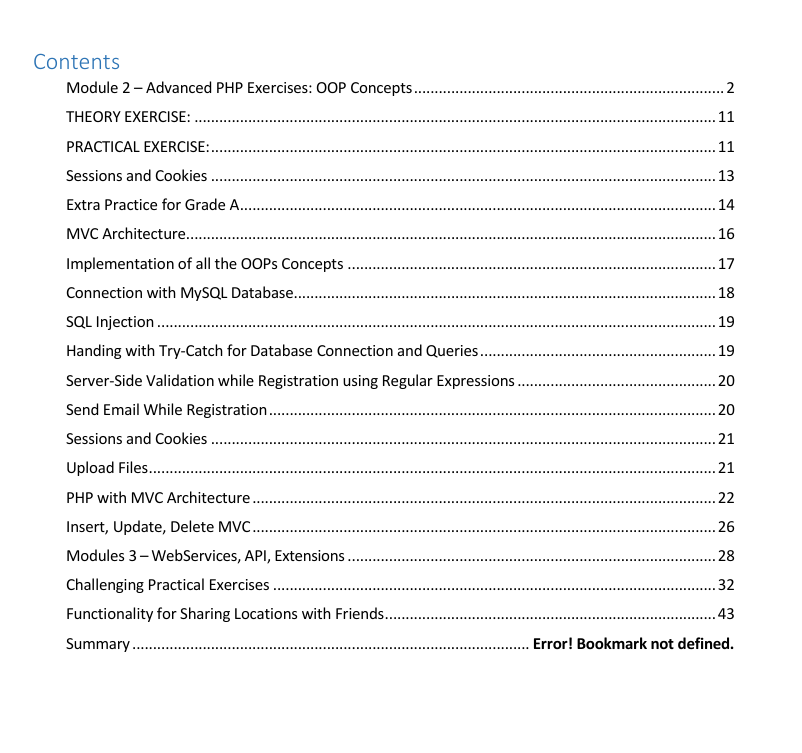 Contents
Module 2 – Advanced PHP Exercises: OOP Concepts........................................................................... 2
THEORY EXERCISE: ............................................................................................................................. 11
PRACTICAL EXERCISE:......................................................................................................................... 11
Sessions and Cookies ......................................................................................................................... 13
Extra Practice for Grade A.................................................................................................................. 14
MVC Architecture............................................................................................................................... 16
Implementation of all the OOPs Concepts ......................................................................................... 17
Connection with MySQL Database...................................................................................................... 18
SQL Injection ...................................................................................................................................... 19
Handing with Try-Catch for Database Connection and Queries......................................................... 19
Server-Side Validation while Registration using Regular Expressions ................................................ 20
Send Email While Registration............................................................................................................ 20
Sessions and Cookies ......................................................................................................................... 21
Upload Files........................................................................................................................................ 21
PHP with MVC Architecture ................................................................................................................ 22
Insert, Update, Delete MVC ................................................................................................................ 26
Modules 3 – WebServices, API, Extensions ......................................................................................... 28
Challenging Practical Exercises .......................................................................................................... 32
Functionality for Sharing Locations with Friends................................................................................ 43
Summary ................................................................................................ Error! Bookmark not defined.